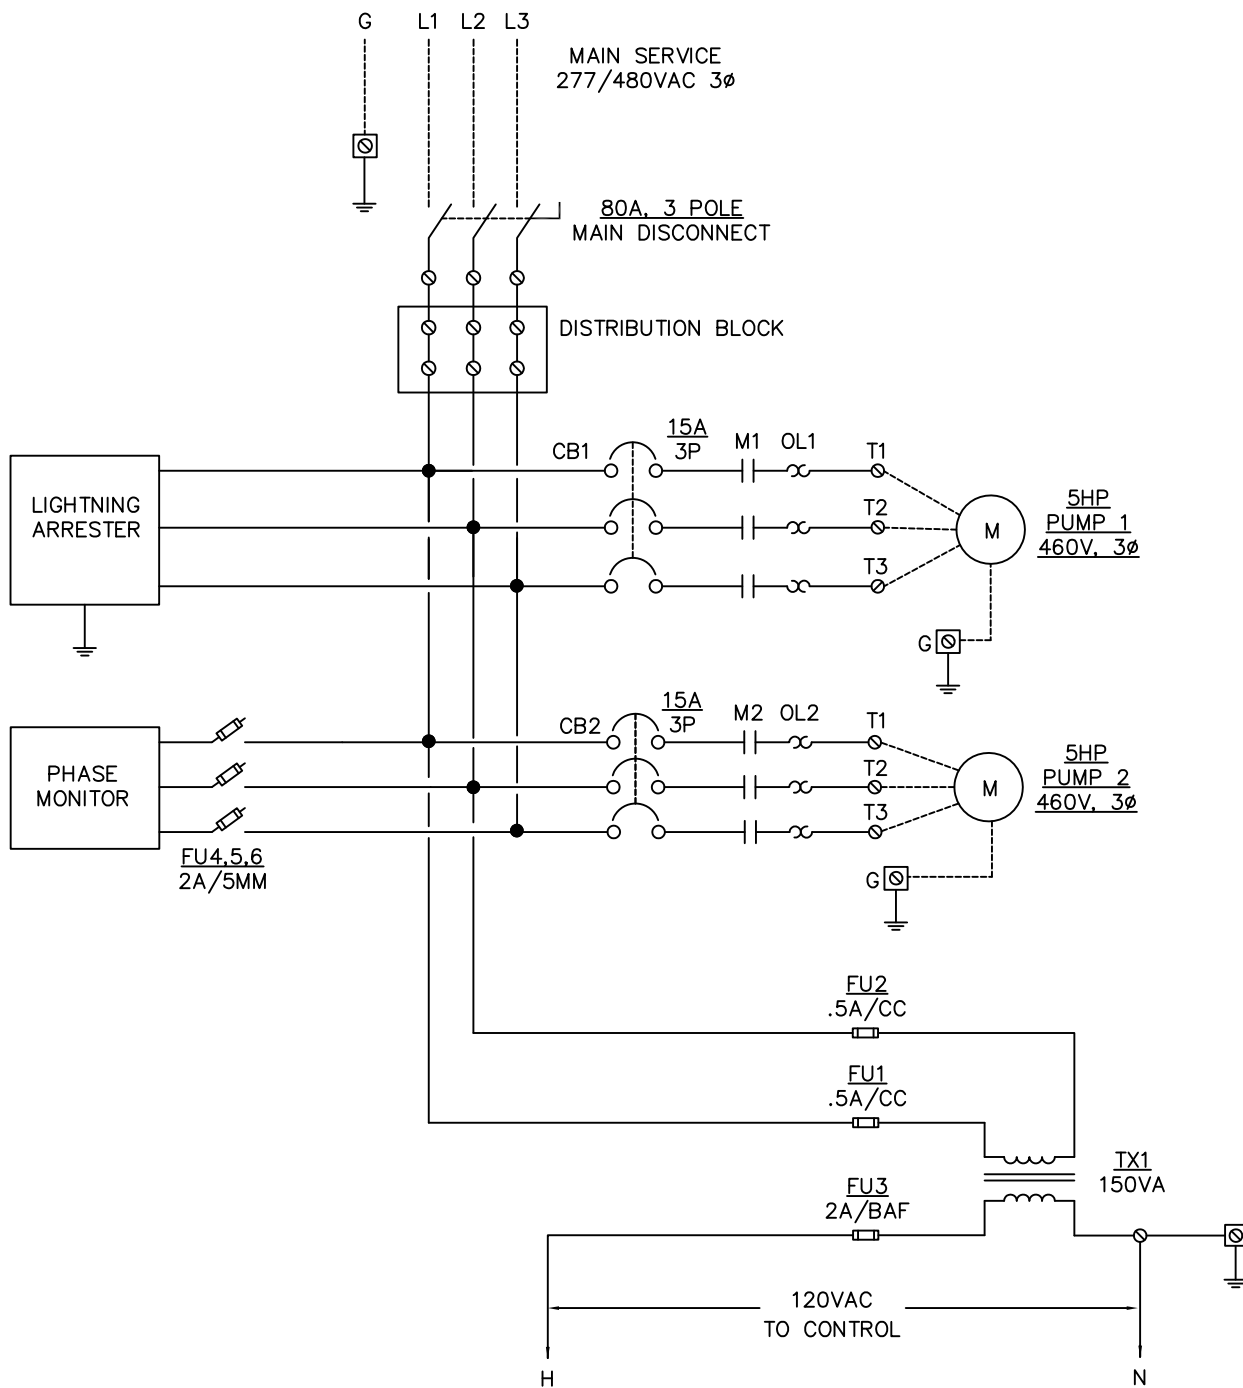 G L1 L2 L3
MAIN SERVICE
277/480VAC 3ø
80A, 3 POLE
MAIN DISCONNECT
DISTRIBUTION BLOCK
LIGHTNING
ARRESTER
CB1
15A
3P
M1 OL1 T1
T2
T3
M
5HP
PUMP 1
460V, 3ø
G
PHASE
MONITOR
FU4,5,6
2A/5MM
CB2
15A
3P
M2 OL2 T1
T2
T3
M
5HP
PUMP 2
460V, 3ø
G
FU2
.5A/CC
FU1
.5A/CC
TX1
150VA
FU3
2A/BAF
120VAC
TO CONTROL
H N